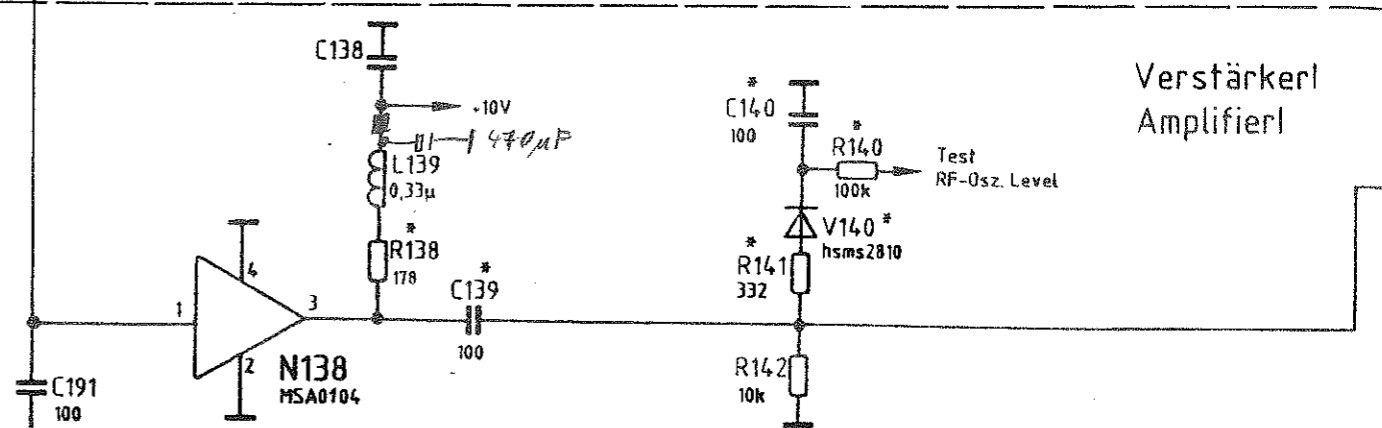 C138
+10V
470µF
L139
0,33µ
*
R138
178
*
C139
100
1
4
3
2
N138
MSA0104
C191
100
*
C140
100
*
R140
100k
Test
RF-Osz. Level
V140 *
hsms2810
*
R141
332
R142
10k
Verstärker
Amplifier